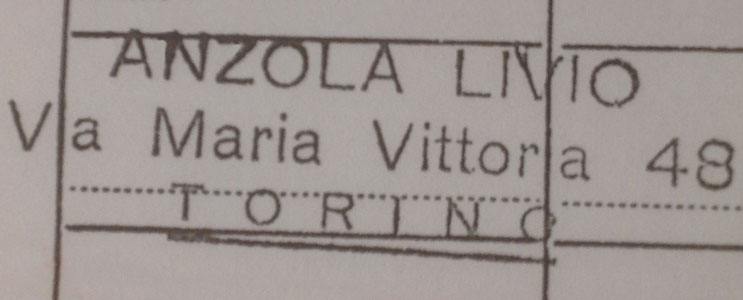 ANZOLA LIVIO
Via Maria Vittoria 48
TORINO